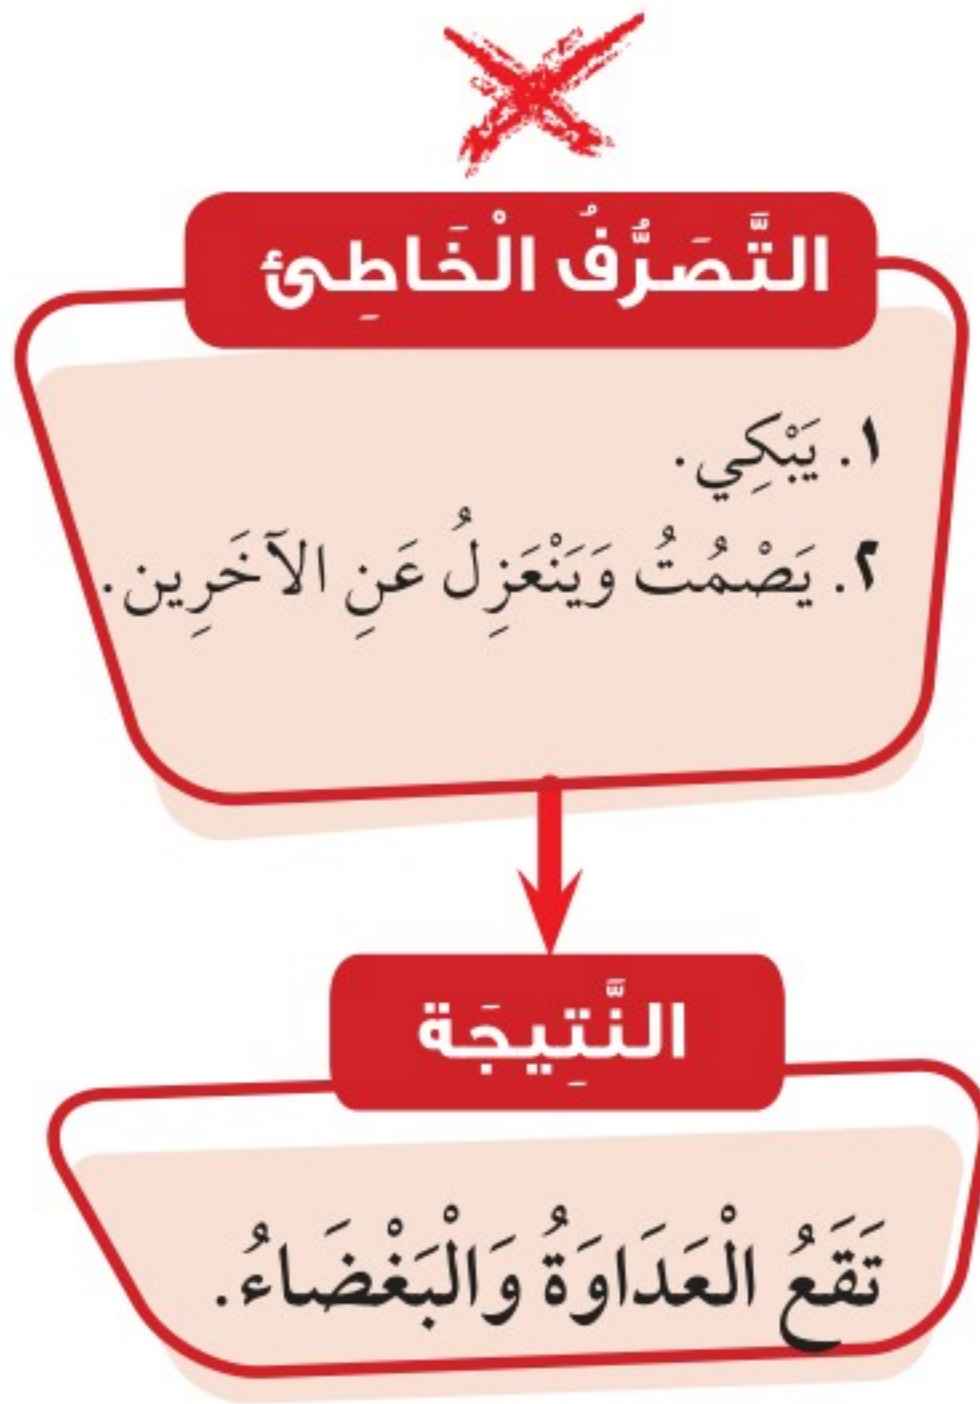 التَّصَرُّفُ الْخَاطِئ
١. يَبْكِي.
٢. يَصْمُتُ وَيَنْعَزِلُ عَنِ الآخَرِين.
النَّتِيجَة
تَقَعُ الْعَدَاوَةُ وَالْبَغْضَاءُ.